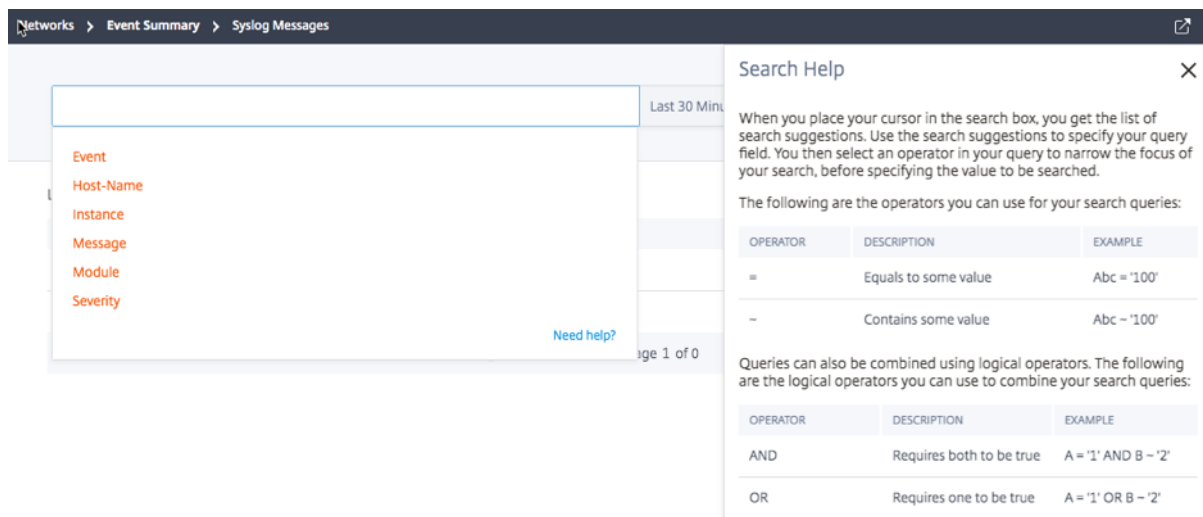 Networks > Event Summary > Syslog Messages
Last 30
Event
Host-Name
Instance
Message
Module
Severity
Need help?
1 of 0
Search Help
When you place your cursor in the search box, you get the list of
search suggestions. Use the search suggestions to specify your query
field. You then select an operator in your query to narrow the focus of
your search, before specifying the value to be searched.
The following are the operators you can use for your search queries:
OPERATOR DESCRIPTION EXAMPLE
= Equals to some value Abc = '100'
~ Contains some value Abc ~ '100'
Queries can also be combined using logical operators. The following
are the logical operators you can use to combine your search queries:
OPERATOR DESCRIPTION EXAMPLE
AND Requires both to be true A = '1' AND B ~ '2'
OR Requires one to be true A = '1' OR B ~ '2'